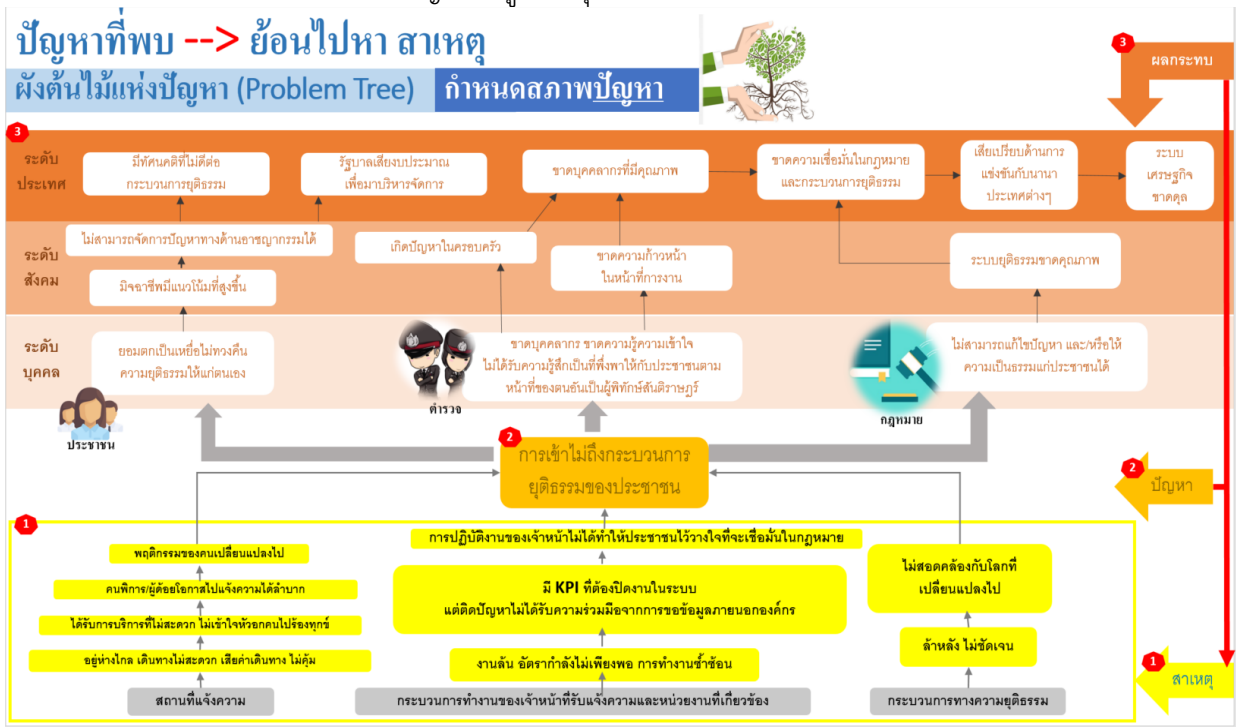 ปัญหาที่พบ --> ย้อนไปหา สาเหตุ
ผังต้นไม้แห่งปัญหา (Problem Tree)
กำหนดสภาพปัญหา
3
ผลกระทบ
3
ระดับ
ประเทศ
มีทัศนคติที่ไม่ดีต่อ
กระบวนการยุติธรรม
รัฐบาลเสียงบประมาณ
เพื่อมาบริหารจัดการ
ขาดบุคคลากรที่มีคุณภาพ
ขาดความเชื่อมั่นในกฎหมาย
และกระบวนการยุติธรรม
เสียเปรียบด้านการ
แข่งขันกับนานา
ประเทศต่างๆ
ระบบ
เศรษฐกิจ
ขาดดุล
ระดับ
สังคม
ไม่สามารถจัดการปัญหาทางด้านอาชญากรรมได้
มิจฉาชีพมีแนวโน้มที่สูงขึ้น
เกิดปัญหาในครอบครัว
ขาดความก้าวหน้า
ในหน้าที่การงาน
ระบบยุติธรรมขาดคุณภาพ
ระดับ
บุคคล
ยอมตกเป็นเหยื่อไม่ทวงคืน
ความยุติธรรมให้แก่ตนเอง
ขาดบุคคลากร ขาดความรู้ความเข้าใจ
ไม่ได้รับความรู้สึกเป็นที่พึ่งพาให้กับประชาชนตาม
หน้าที่ของตนอันเป็นผู้พิทักษ์สันติราษฎร์
ไม่สามารถแก้ไขปัญหา และ/หรือให้
ความเป็นธรรมแก่ประชาชนได้
ประชาชน
ตำรวจ
กฎหมาย
2
การเข้าไม่ถึงกระบวนการ
ยุติธรรมของประชาชน
2
ปัญหา
1
พฤติกรรมของคนเปลี่ยนแปลงไป
คนพิการ/ผู้ด้อยโอกาสไปแจ้งความได้ลำบาก
ได้รับการบริการที่ไม่สะดวก ไม่เข้าใจหัวอกคนไปร้องทุกข์
อยู่ห่างไกล เดินทางไม่สะดวก เสียค่าเดินทาง ไม่คุ้ม
สถานที่แจ้งความ
การปฏิบัติงานของเจ้าหน้าไม่ได้ทำให้ประชาชนไว้วางใจที่จะเชื่อมั่นในกฎหมาย
มี KPI ที่ต้องปิดงานในระบบ
แต่ติดปัญหาไม่ได้รับความร่วมมือจากการขอข้อมูลภายนอกองค์กร
งานล้น อัตรากำลังไม่เพียงพอ การทำงานซ้ำซ้อน
กระบวนการทำงานของเจ้าหน้าที่รับแจ้งความและหน่วยงานที่เกี่ยวข้อง
ไม่สอดคล้องกับโลกที่
เปลี่ยนแปลงไป
ล้าหลัง ไม่ชัดเจน
กระบวนการทางความยุติธรรม
1
สาเหตุ